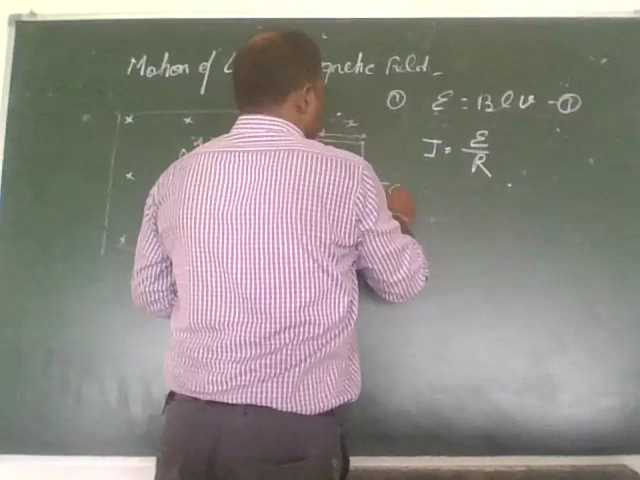 Motion of L gnetic field.
① ε = Blv - ①
I = ε/R
x